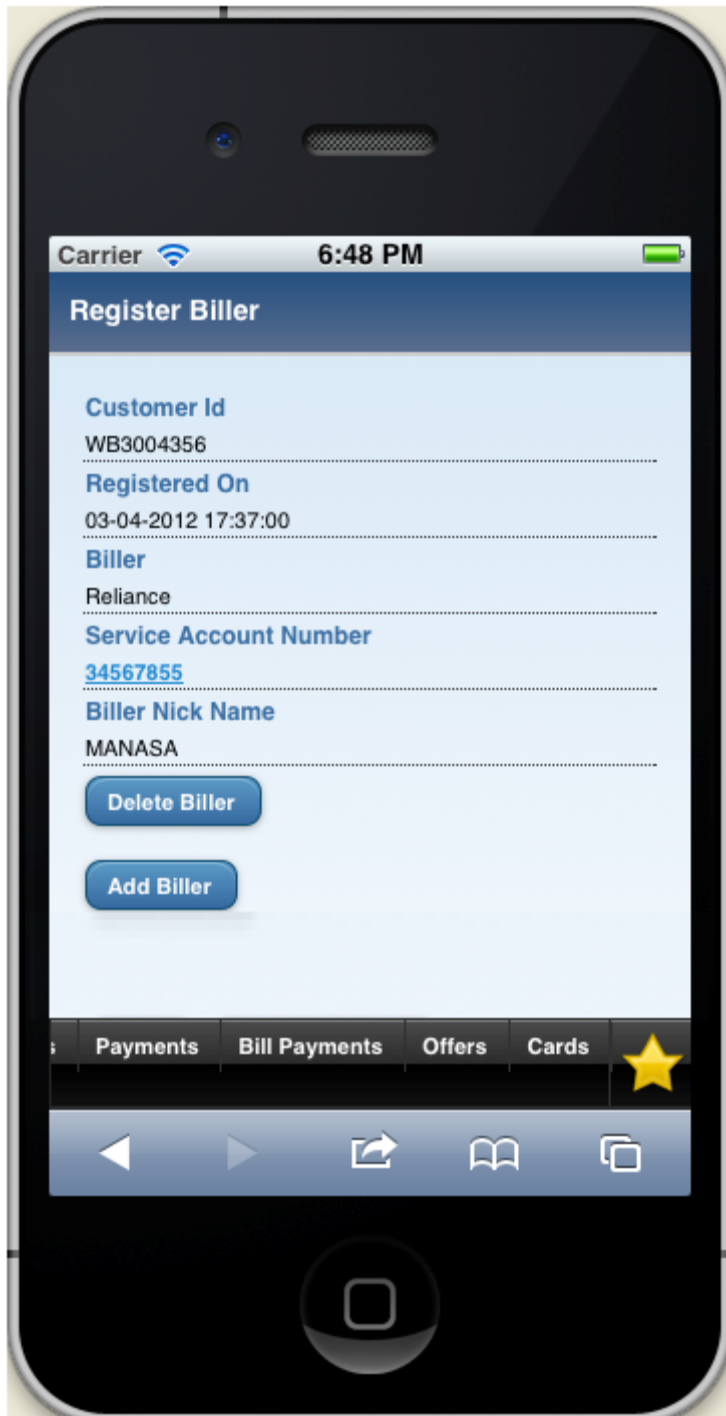 Carrier 6:48 PM
Register Biller
Customer Id
WB3004356
Registered On
03-04-2012 17:37:00
Biller
Reliance
Service Account Number
34567855
Biller Nick Name
MANASA
Delete Biller
Add Biller
Payments Bill Payments Offers Cards